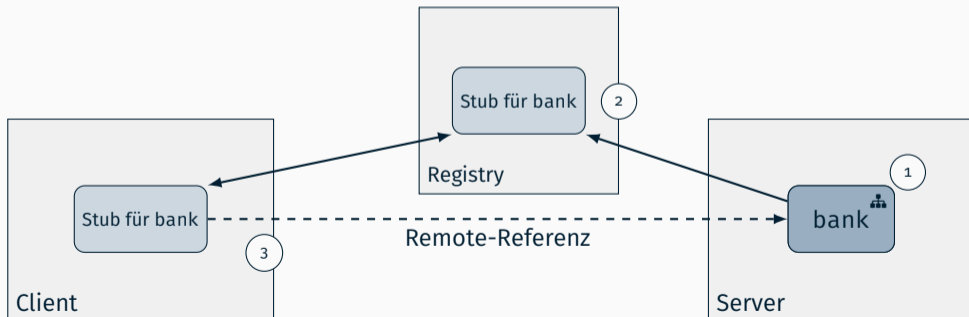 Stub für bank
2
Registry
1
Stub für bank
bank
Remote-Referenz
3
Client
Server